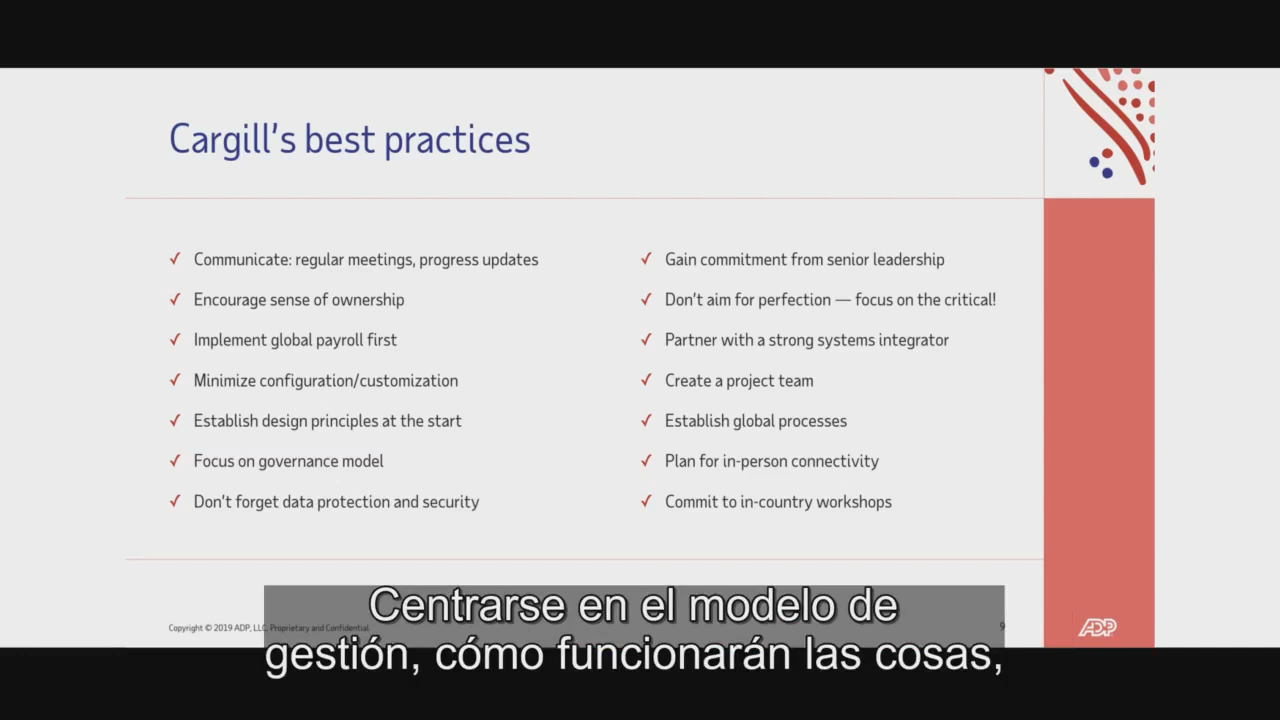 Cargill's best practices
✓ Communicate: regular meetings, progress updates
✓ Encourage sense of ownership
✓ Implement global payroll first
✓ Minimize configuration/customization
✓ Establish design principles at the start
✓ Focus on governance model
✓ Don't forget data protection and security
✓ Gain commitment from senior leadership
✓ Don't aim for perfection — focus on the critical!
✓ Partner with a strong systems integrator
✓ Create a project team
✓ Establish global processes
✓ Plan for in-person connectivity
✓ Commit to in-country workshops
Centrarse en el modelo de
gestión, cómo funcionarán las cosas,
Copyright © 2019 ADP, LLC. Proprietary and Confidential.
9
ADP